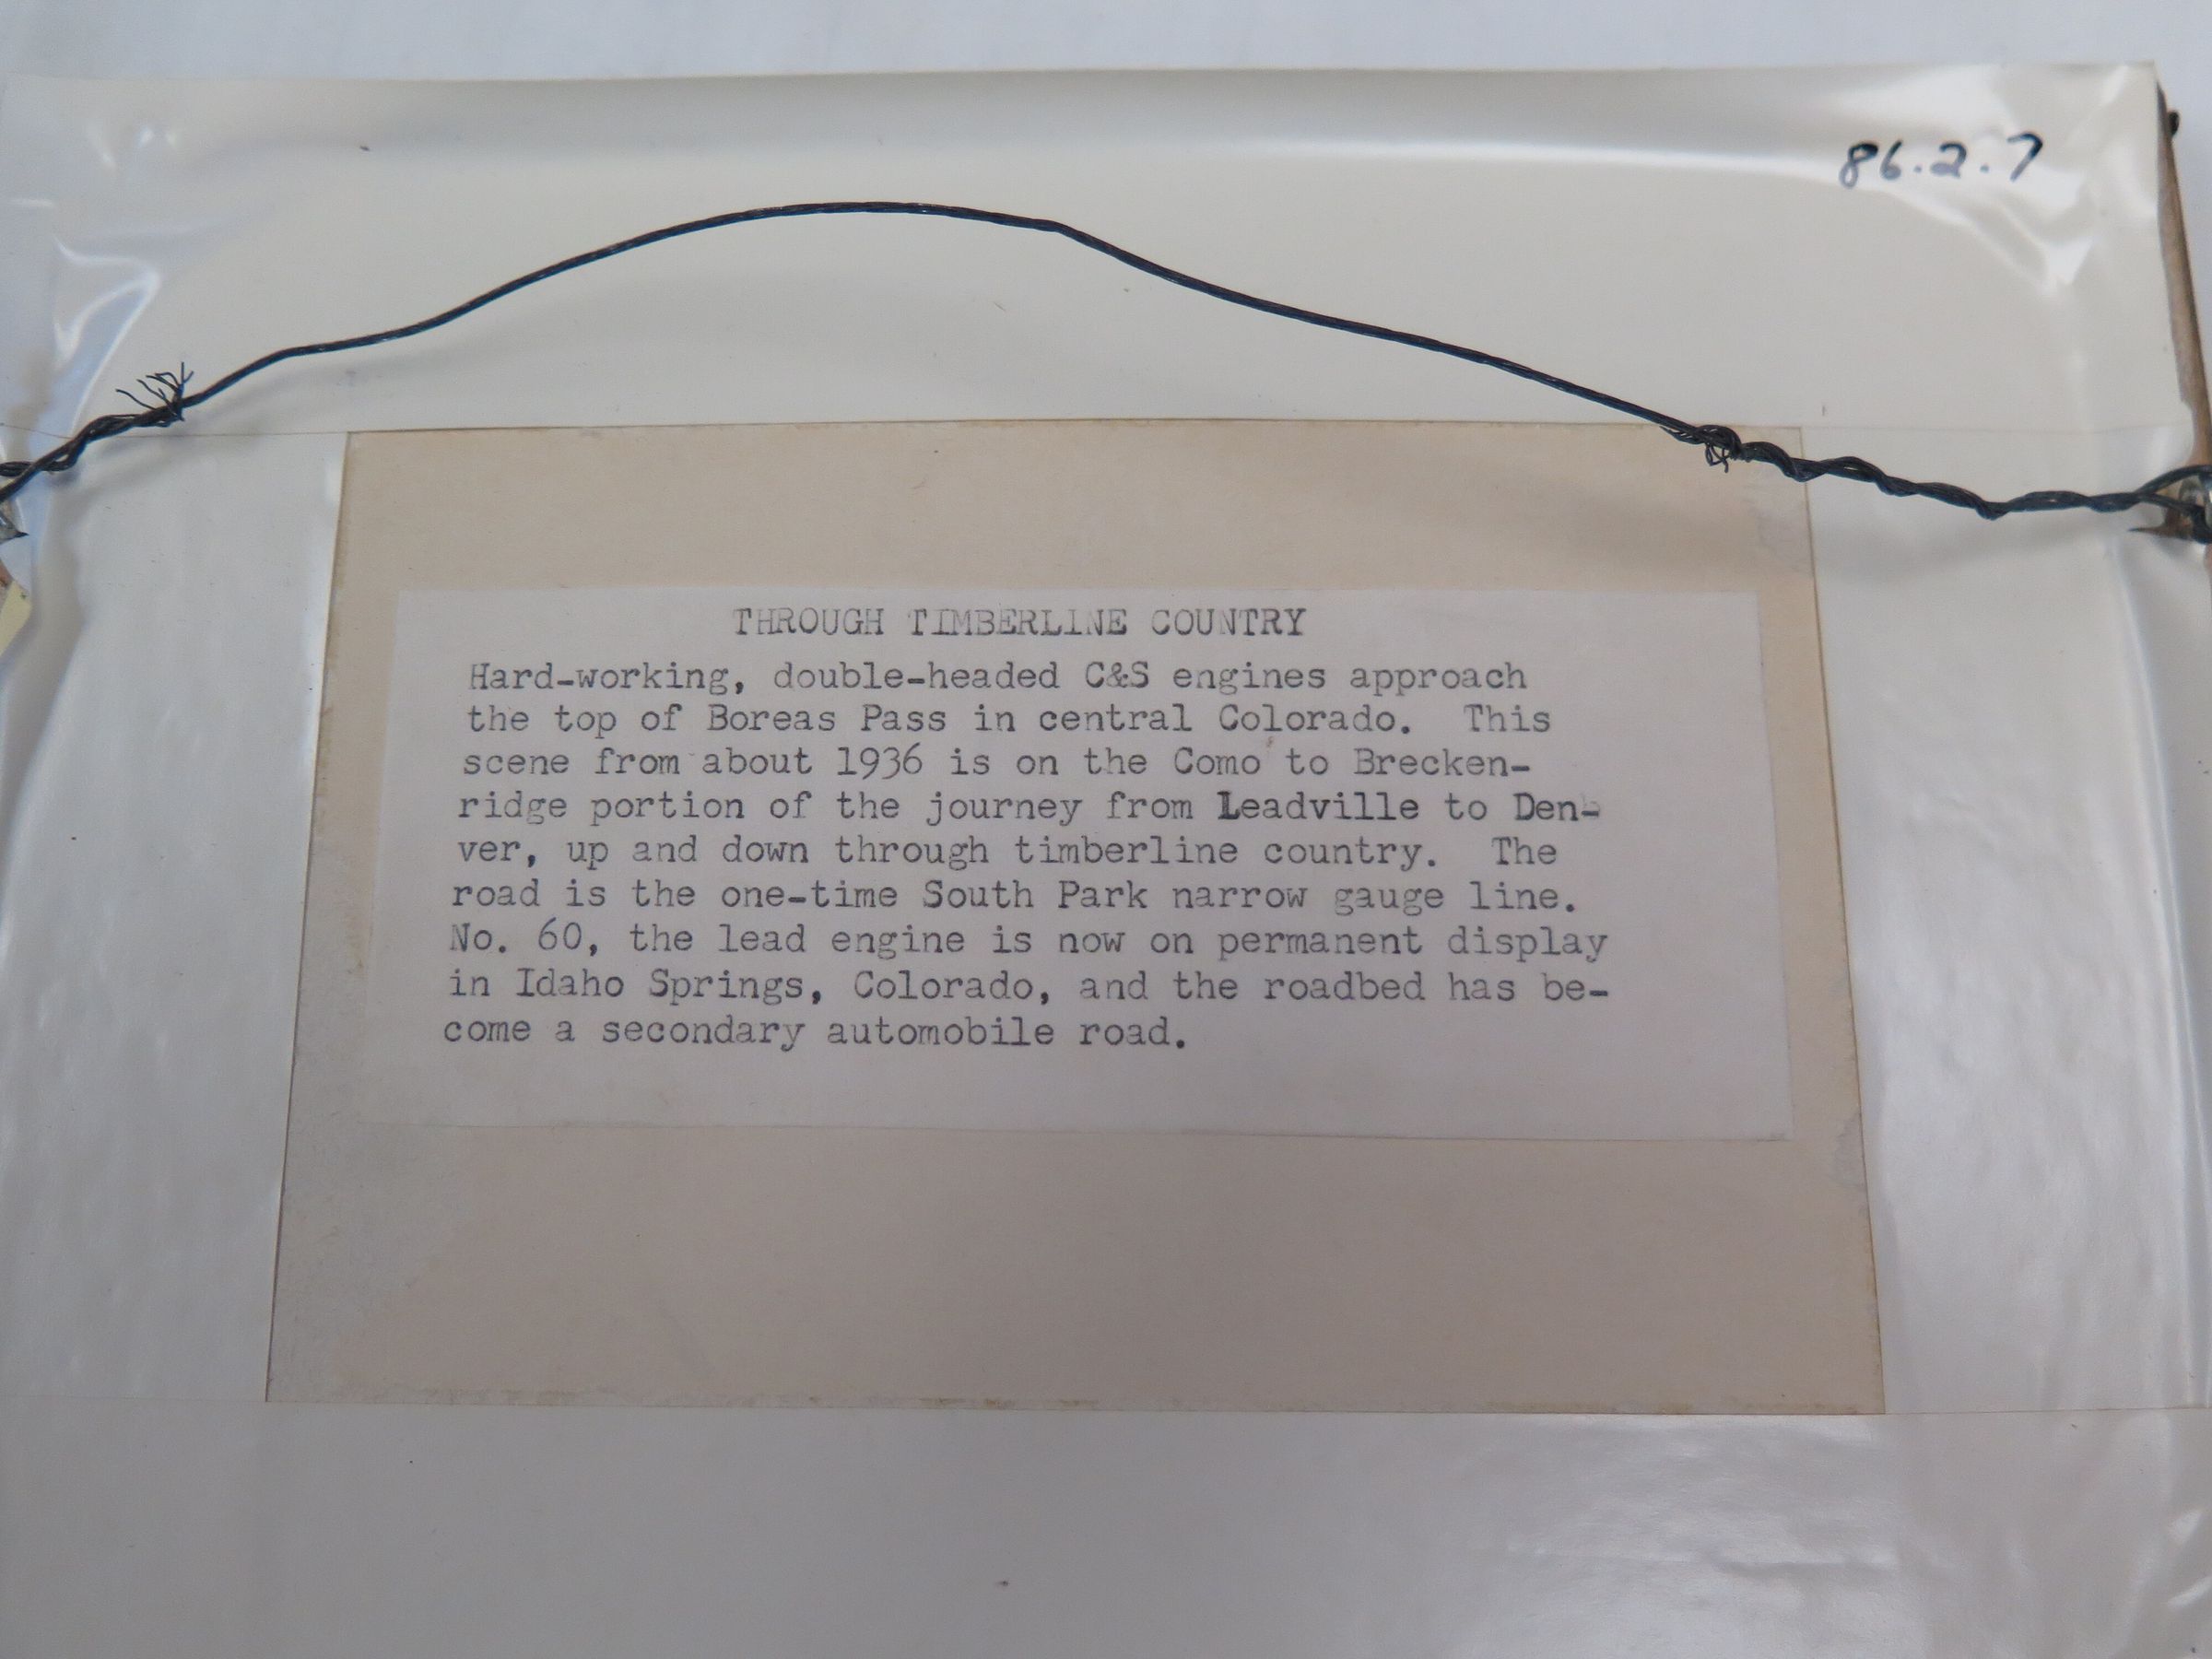 86.2.7
THROUGH TIMBERLINE COUNTRY
Hard-working, double-headed C&S engines approach
the top of Boreas Pass in central Colorado.  This
scene from about 1936 is on the Como to Brecken-
ridge portion of the journey from Leadville to Den-
ver, up and down through timberline country.  The
road is the one-time South Park narrow gauge line.
No. 60, the lead engine is now on permanent display
in Idaho Springs, Colorado, and the roadbed has be-
come a secondary automobile road.